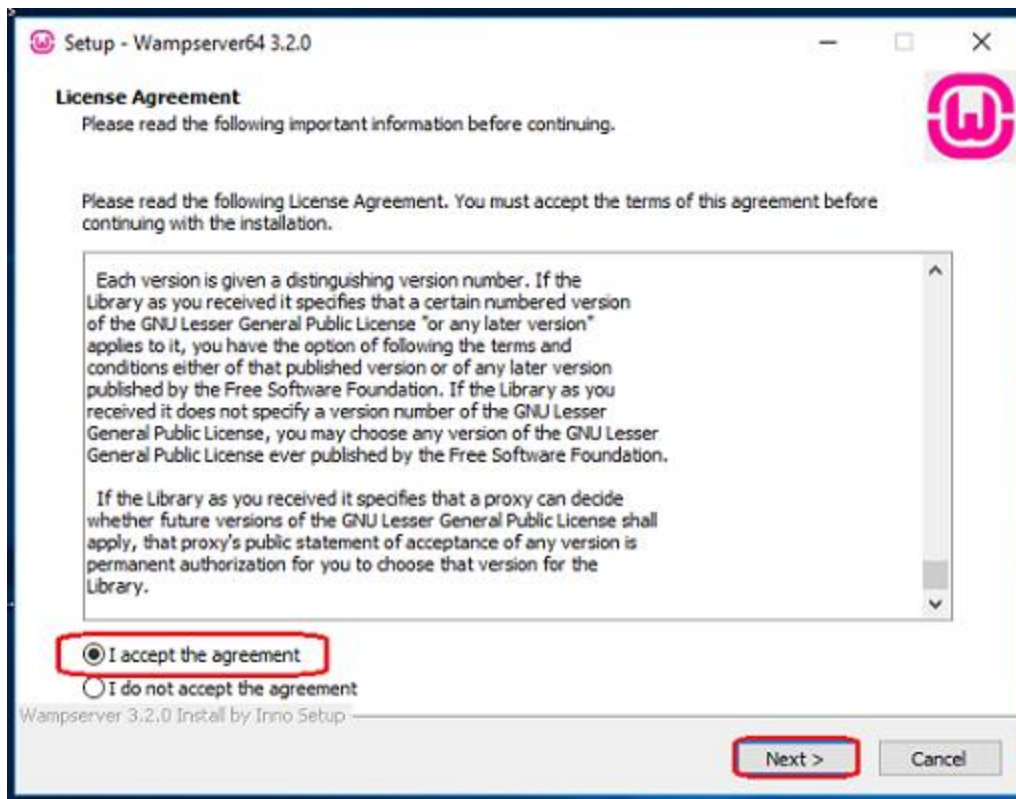 Setup - Wampserver64 3.2.0
License Agreement
Please read the following important information before continuing.
Please read the following License Agreement. You must accept the terms of this agreement before
continuing with the installation.
Each version is given a distinguishing version number. If the
Library as you received it specifies that a certain numbered version
of the GNU Lesser General Public License "or any later version"
applies to it, you have the option of following the terms and
conditions either of that published version or of any later version
published by the Free Software Foundation. If the Library as you
received it does not specify a version number of the GNU Lesser
General Public License, you may choose any version of the GNU Lesser
General Public License ever published by the Free Software Foundation.
If the Library as you received it specifies that a proxy can decide
whether future versions of the GNU Lesser General Public License shall
apply, that proxy's public statement of acceptance of any version is
permanent authorization for you to choose that version for the
Library.
I accept the agreement
I do not accept the agreement
Wampserver 3.2.0 Install by Inno Setup
Next >
Cancel